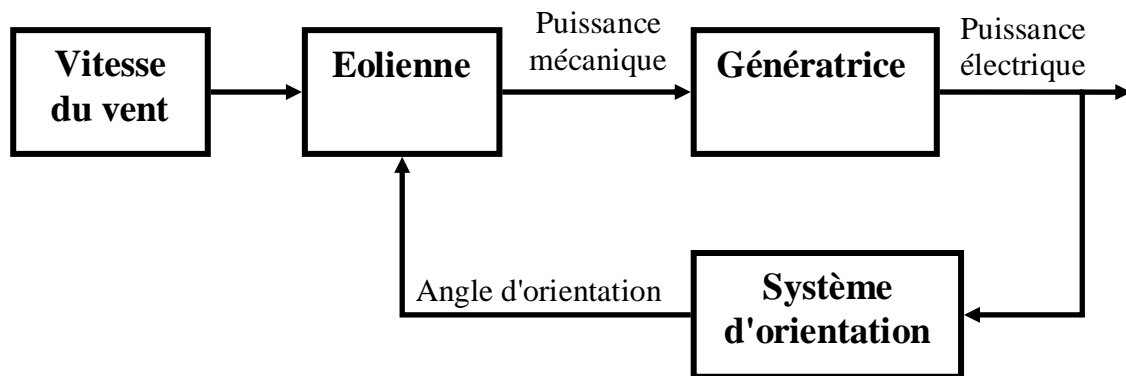 Vitesse
du vent
Eolienne
Puissance
mécanique
Génératrice
Puissance
électrique
Angle d'orientation
Système
d'orientation